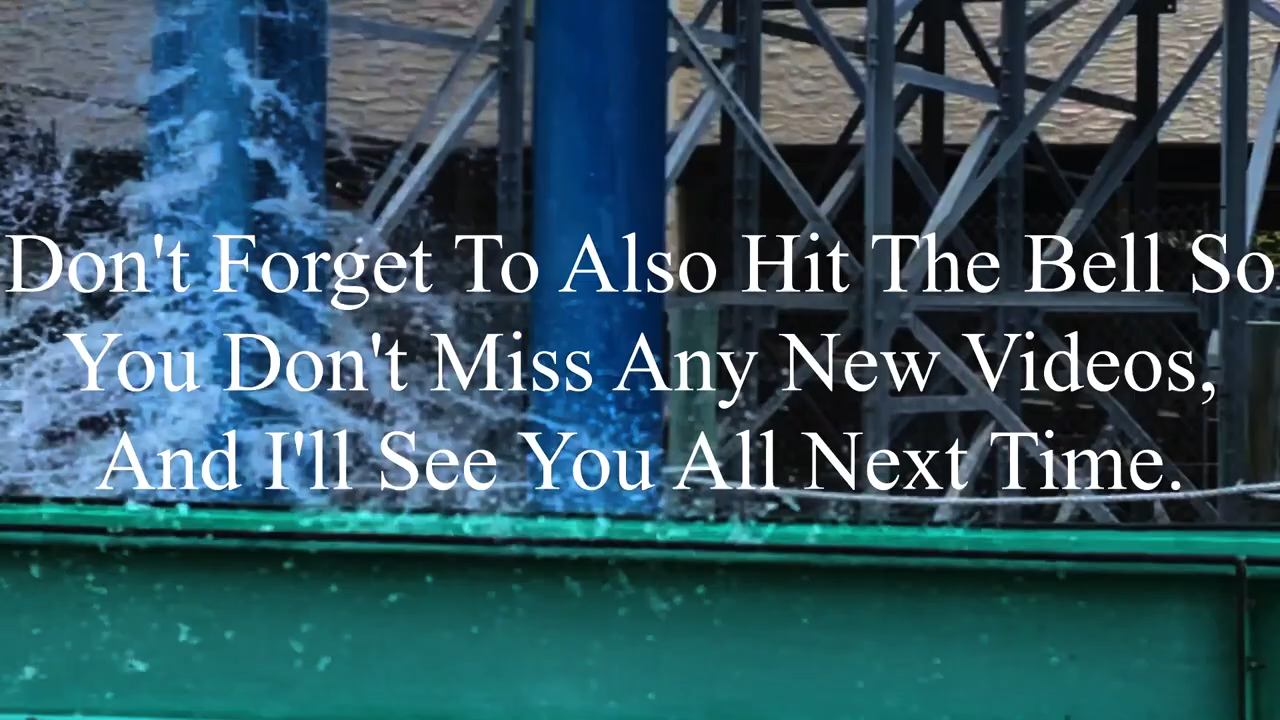 Don't Forget To Also Hit The Bell So
You Don't Miss Any New Videos,
And I'll See You All Next Time.